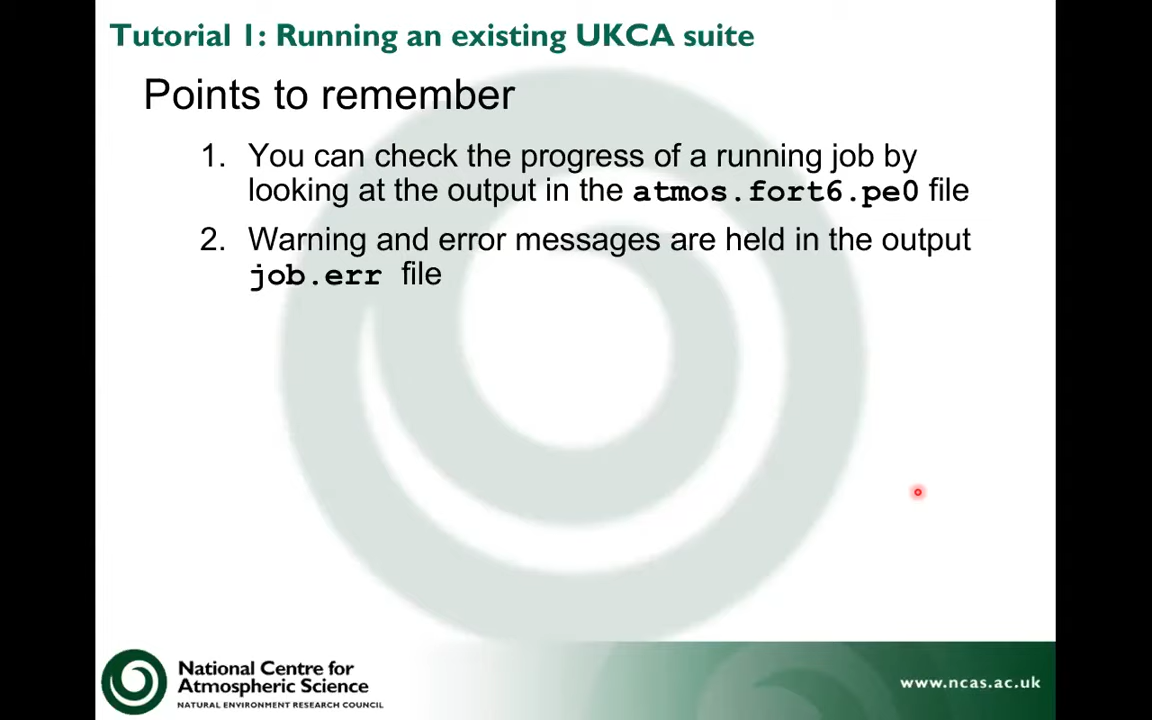 Tutorial 1: Running an existing UKCA suite
Points to remember
1. You can check the progress of a running job by
looking at the output in the atmos.fort6.pe0 file
2. Warning and error messages are held in the output
job.err file
National Centre for
Atmospheric Science
NATURAL ENVIRONMENT RESEARCH COUNCIL
www.ncas.ac.uk